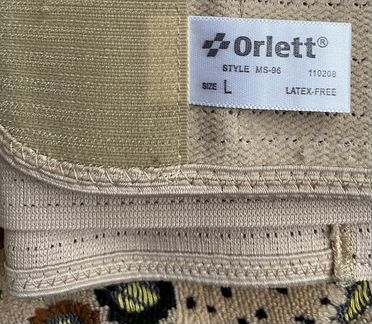 Orlett®
STYLE MS-96 110208
SIZE L LATEX-FREE